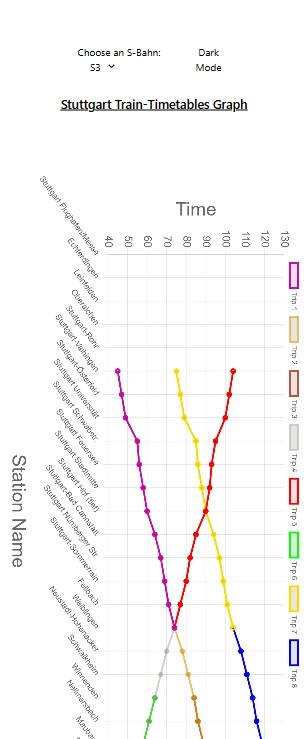 Choose an S-Bahn:
Dark
S3
Mode
Stuttgart Train-Timetables Graph
Time
40
50
60
70
80
90
100
110
120
130
Trip 1
Trip 2
Trip 3
Trip 4
Trip 5
Trip 6
Trip 7
Trip 8
Station Name
Stuttgart Flughafen/Messe
Echterdingen
Leinfelden
Oberaichen
Stuttgart-Rohr
Stuttgart-Vaihingen
Stuttgart-Österfeld
Stuttgart Universität
Stuttgart Schwabstr.
Stuttgart Feuersee
Stuttgart Stadtmitte
Stuttgart Hbf (tief)
Stuttgart-Bad Cannstatt
Stuttgart Nürnberger Str.
Stuttgart-Sommerrain
Fellbach
Waiblingen
Neustadt-Hohenacker
Schwaikheim
Winnenden
Nellmersbach